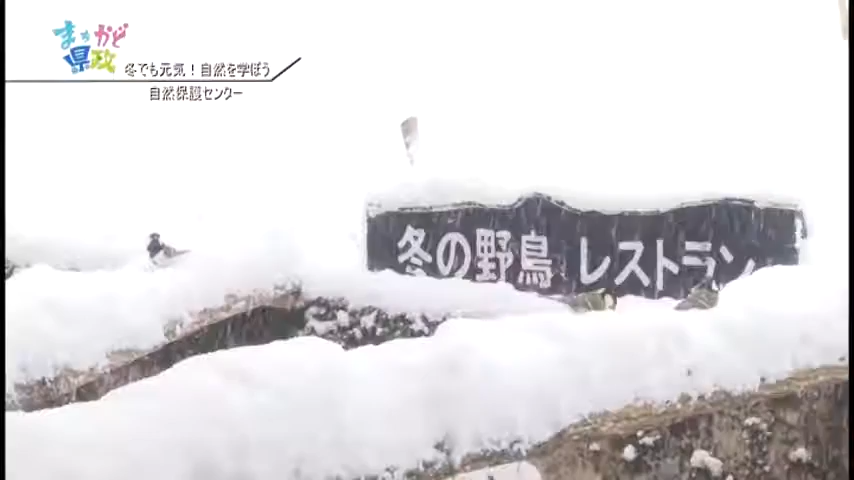 まちかど
県政
冬でも元気！自然を学ぼう
自然保護センター
冬の野鳥 レストラン